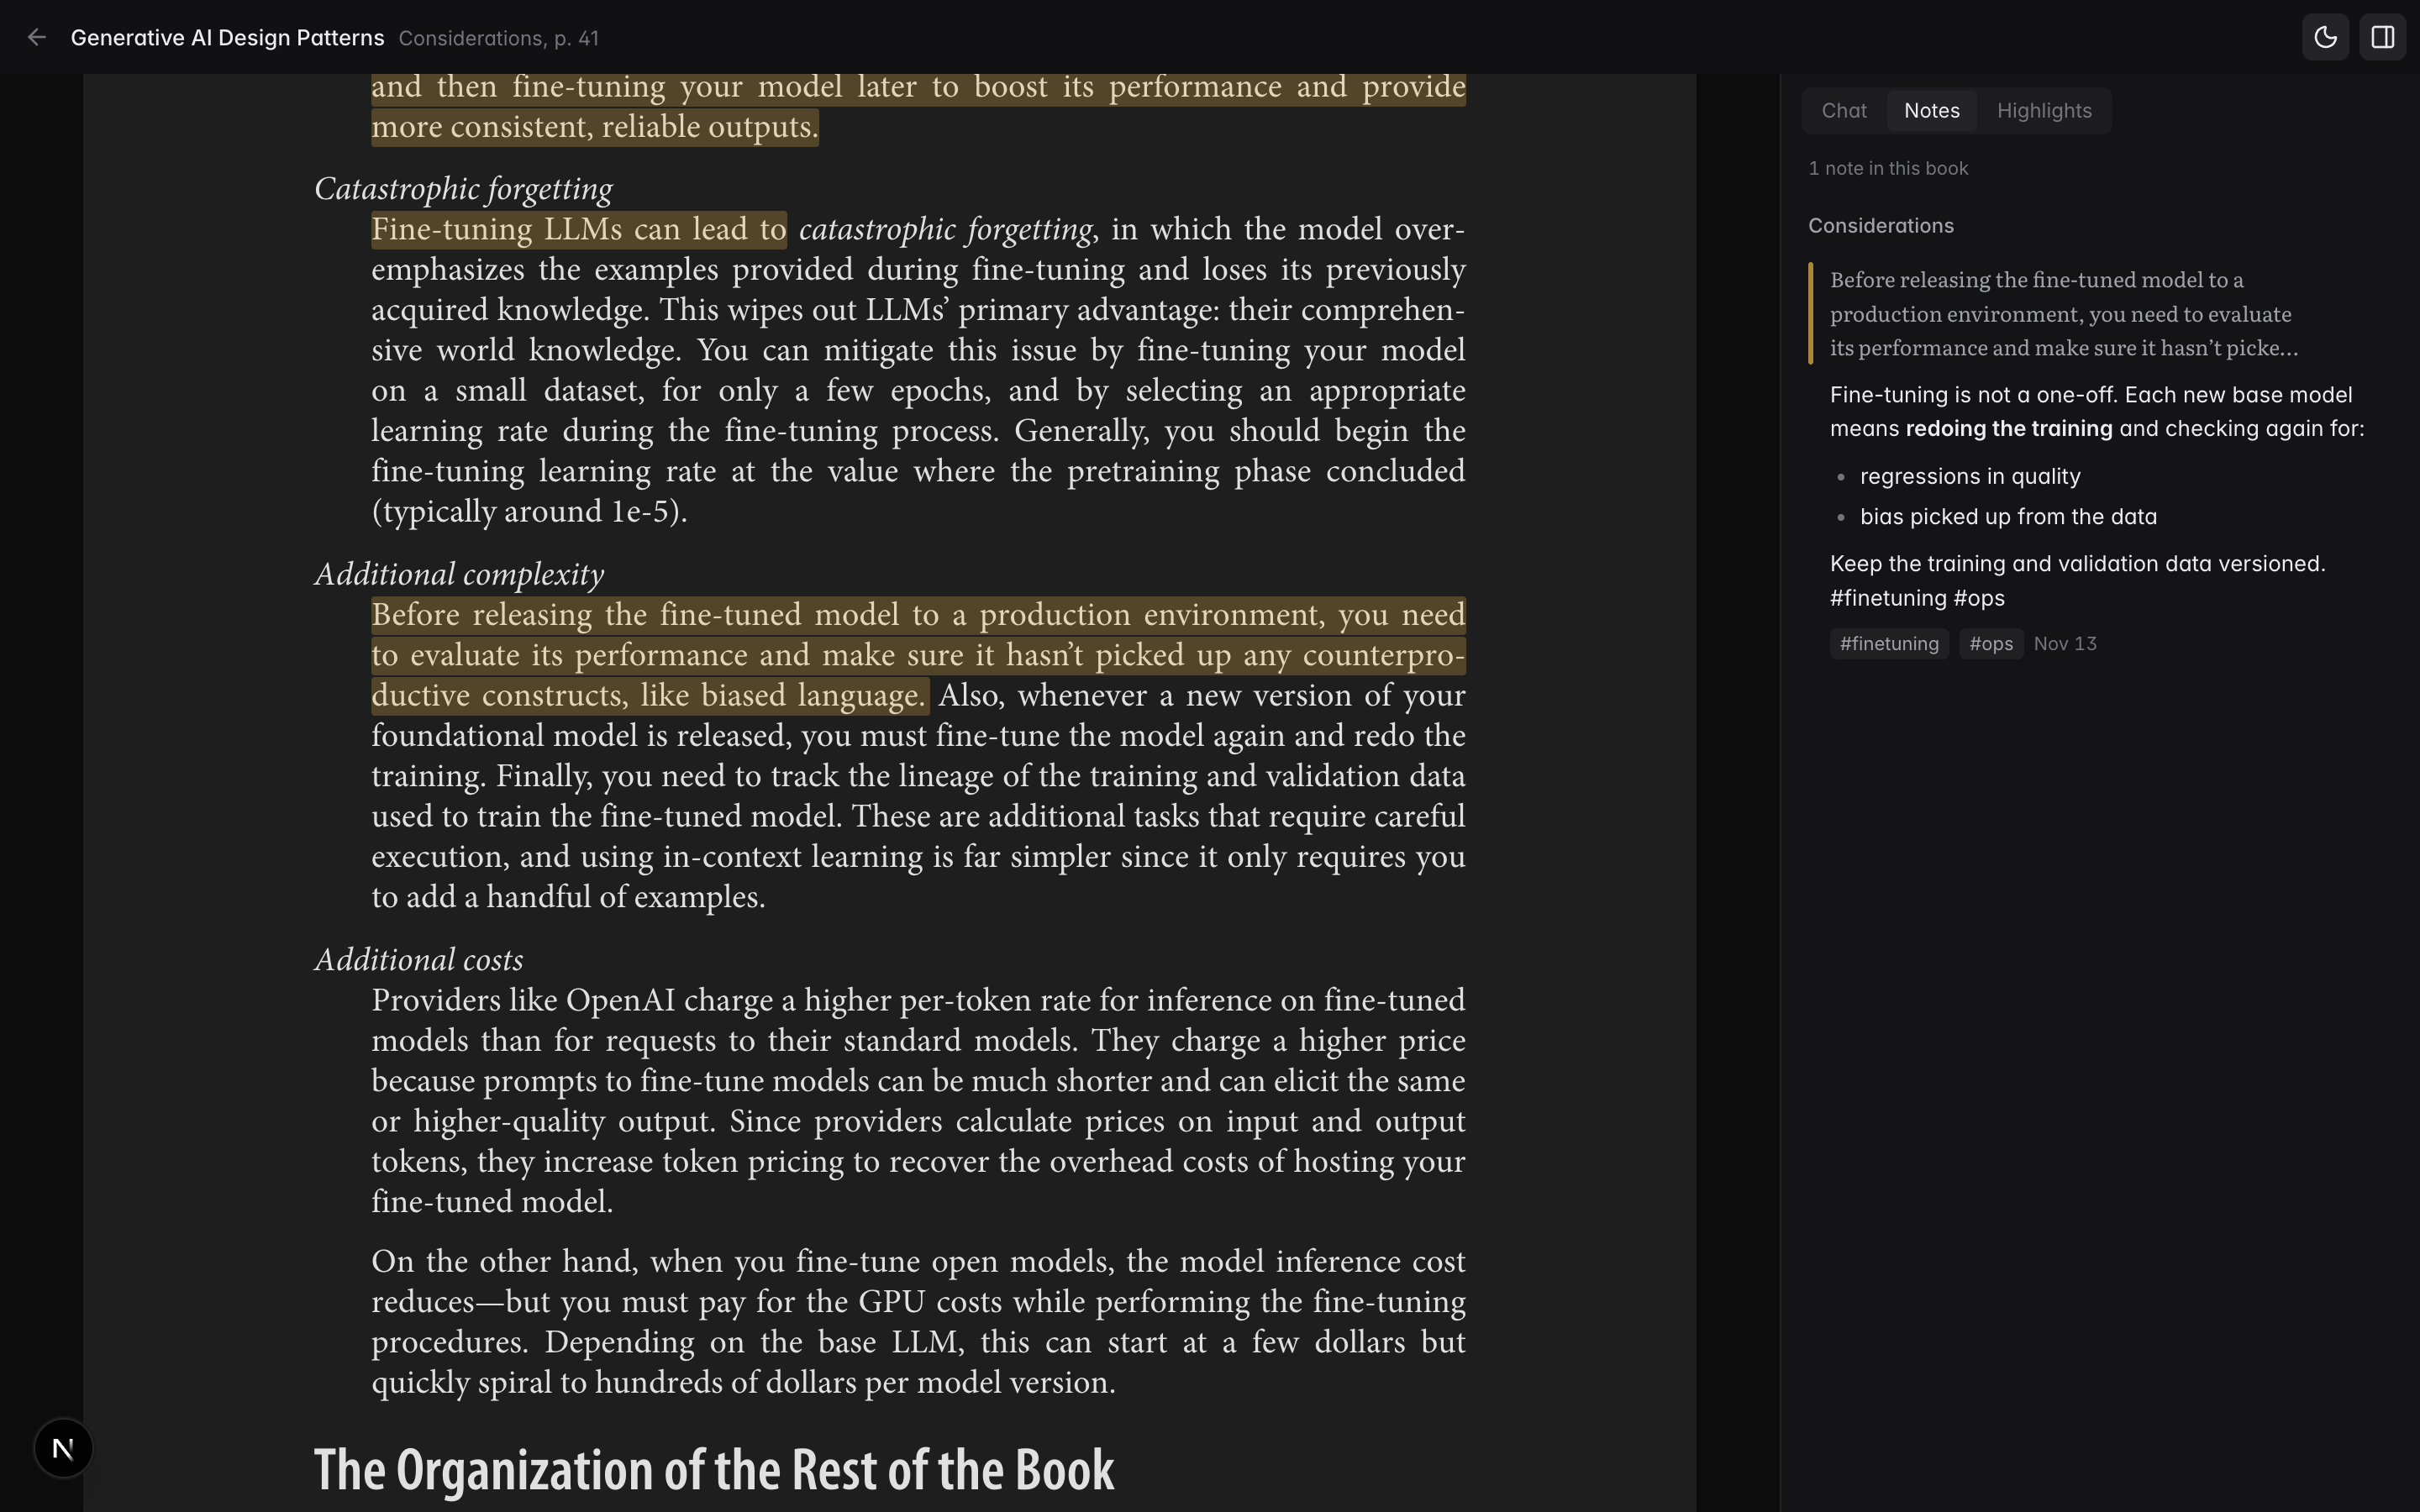 Generative AI Design Patterns Considerations, p. 41
and then fine-tuning your model later to boost its performance and provide
more consistent, reliable outputs.
Catastrophic forgetting
Fine-tuning LLMs can lead to catastrophic forgetting, in which the model over-
emphasizes the examples provided during fine-tuning and loses its previously
acquired knowledge. This wipes out LLMs’ primary advantage: their comprehen-
sive world knowledge. You can mitigate this issue by fine-tuning your model
on a small dataset, for only a few epochs, and by selecting an appropriate
learning rate during the fine-tuning process. Generally, you should begin the
fine-tuning learning rate at the value where the pretraining phase concluded
(typically around 1e-5).
Additional complexity
Before releasing the fine-tuned model to a production environment, you need
to evaluate its performance and make sure it hasn’t picked up any counterpro-
ductive constructs, like biased language. Also, whenever a new version of your
foundational model is released, you must fine-tune the model again and redo the
training. Finally, you need to track the lineage of the training and validation data
used to train the fine-tuned model. These are additional tasks that require careful
execution, and using in-context learning is far simpler since it only requires you
to add a handful of examples.
Additional costs
Providers like OpenAI charge a higher per-token rate for inference on fine-tuned
models than for requests to their standard models. They charge a higher price
because prompts to fine-tune models can be much shorter and can elicit the same
or higher-quality output. Since providers calculate prices on input and output
tokens, they increase token pricing to recover the overhead costs of hosting your
fine-tuned model.
On the other hand, when you fine-tune open models, the model inference cost
reduces—but you must pay for the GPU costs while performing the fine-tuning
procedures. Depending on the base LLM, this can start at a few dollars but
quickly spiral to hundreds of dollars per model version.
The Organization of the Rest of the Book
N
Chat Notes Highlights
1 note in this book
Considerations
Before releasing the fine-tuned model to a
production environment, you need to evaluate
its performance and make sure it hasn’t picke...
Fine-tuning is not a one-off. Each new base model
means redoing the training and checking again for:
• regressions in quality
• bias picked up from the data
Keep the training and validation data versioned.
#finetuning #ops
#finetuning #ops Nov 13